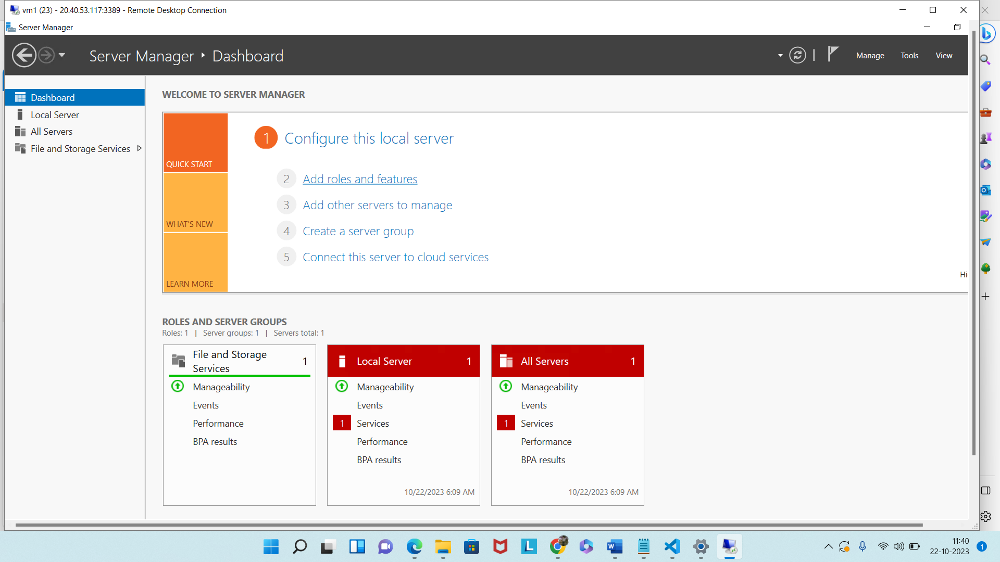 vm1 (23) - 20.40.53.117:3389 - Remote Desktop Connection
Server Manager
Server Manager ‣ Dashboard
Manage Tools View
Dashboard
Local Server
All Servers
File and Storage Services
WELCOME TO SERVER MANAGER
QUICK START
WHAT'S NEW
LEARN MORE
1 Configure this local server
2 Add roles and features
3 Add other servers to manage
4 Create a server group
5 Connect this server to cloud services
ROLES AND SERVER GROUPS
Roles: 1 | Server groups: 1 | Servers total: 1
File and Storage
Services
1
Manageability
Events
Performance
BPA results
Local Server 1
Manageability
Events
1 Services
Performance
BPA results
10/22/2023 6:09 AM
All Servers 1
Manageability
Events
1 Services
Performance
BPA results
10/22/2023 6:09 AM
11:40
22-10-2023
1